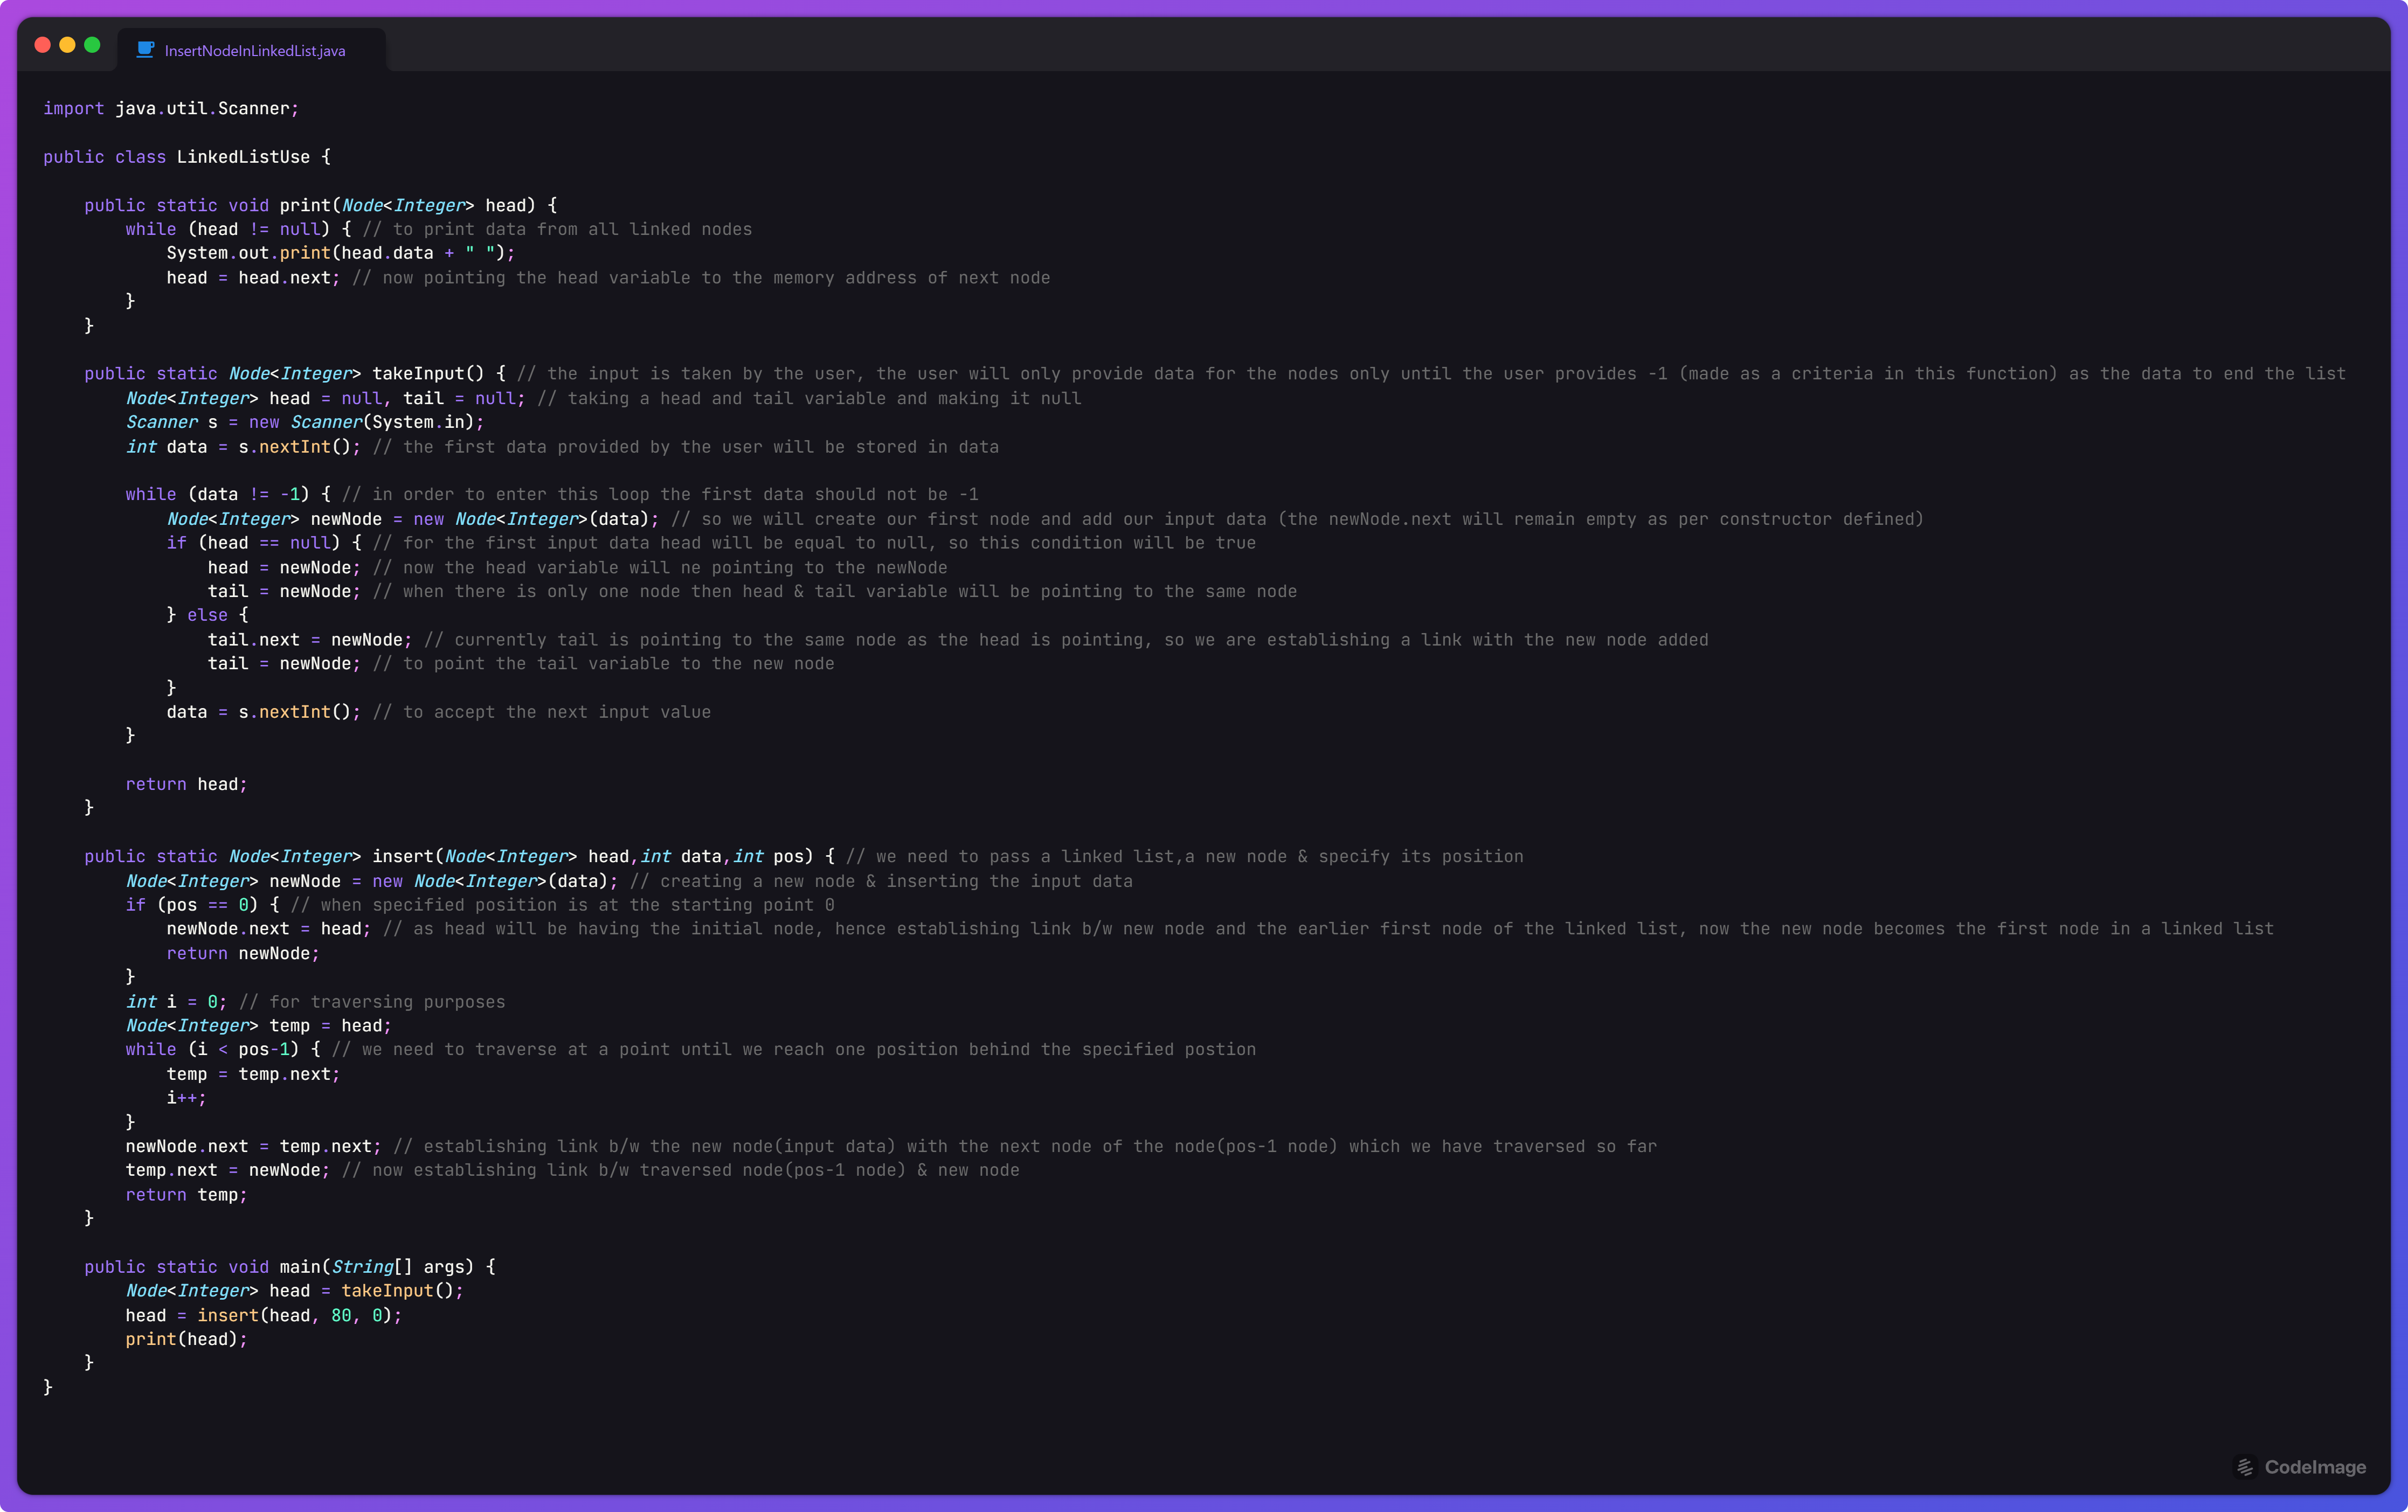 InsertNodeInLinkedList.java
import java.util.Scanner;
public class LinkedListUse {
    public static void print(Node<Integer> head) {
        while (head != null) { // to print data from all linked nodes
            System.out.print(head.data + " ");
            head = head.next; // now pointing the head variable to the memory address of next node
        }
    }
    public static Node<Integer> takeInput() { // the input is taken by the user, the user will only provide data for the nodes only until the user provides -1 (made as a criteria in this function) as the data to end the list
        Node<Integer> head = null, tail = null; // taking a head and tail variable and making it null
        Scanner s = new Scanner(System.in);
        int data = s.nextInt(); // the first data provided by the user will be stored in data
        while (data != -1) { // in order to enter this loop the first data should not be -1
            Node<Integer> newNode = new Node<Integer>(data); // so we will create our first node and add our input data (the newNode.next will remain empty as per constructor defined)
            if (head == null) { // for the first input data head will be equal to null, so this condition will be true
                head = newNode; // now the head variable will ne pointing to the newNode
                tail = newNode; // when there is only one node then head & tail variable will be pointing to the same node
            } else {
                tail.next = newNode; // currently tail is pointing to the same node as the head is pointing, so we are establishing a link with the new node added
                tail = newNode; // to point the tail variable to the new node
            }
            data = s.nextInt(); // to accept the next input value
        }
        return head;
    }
    public static Node<Integer> insert(Node<Integer> head,int data,int pos) { // we need to pass a linked list,a new node & specify its position
        Node<Integer> newNode = new Node<Integer>(data); // creating a new node & inserting the input data
        if (pos == 0) { // when specified position is at the starting point 0
            newNode.next = head; // as head will be having the initial node, hence establishing link b/w new node and the earlier first node of the linked list, now the new node becomes the first node in a linked list
            return newNode;
        }
        int i = 0; // for traversing purposes
        Node<Integer> temp = head;
        while (i < pos-1) { // we need to traverse at a point until we reach one position behind the specified postion
            temp = temp.next;
            i++;
        }
        newNode.next = temp.next; // establishing link b/w the new node(input data) with the next node of the node(pos-1 node) which we have traversed so far
        temp.next = newNode; // now establishing link b/w traversed node(pos-1 node) & new node
        return temp;
    }
    public static void main(String[] args) {
        Node<Integer> head = takeInput();
        head = insert(head, 80, 0);
        print(head);
    }
}
CodeImage